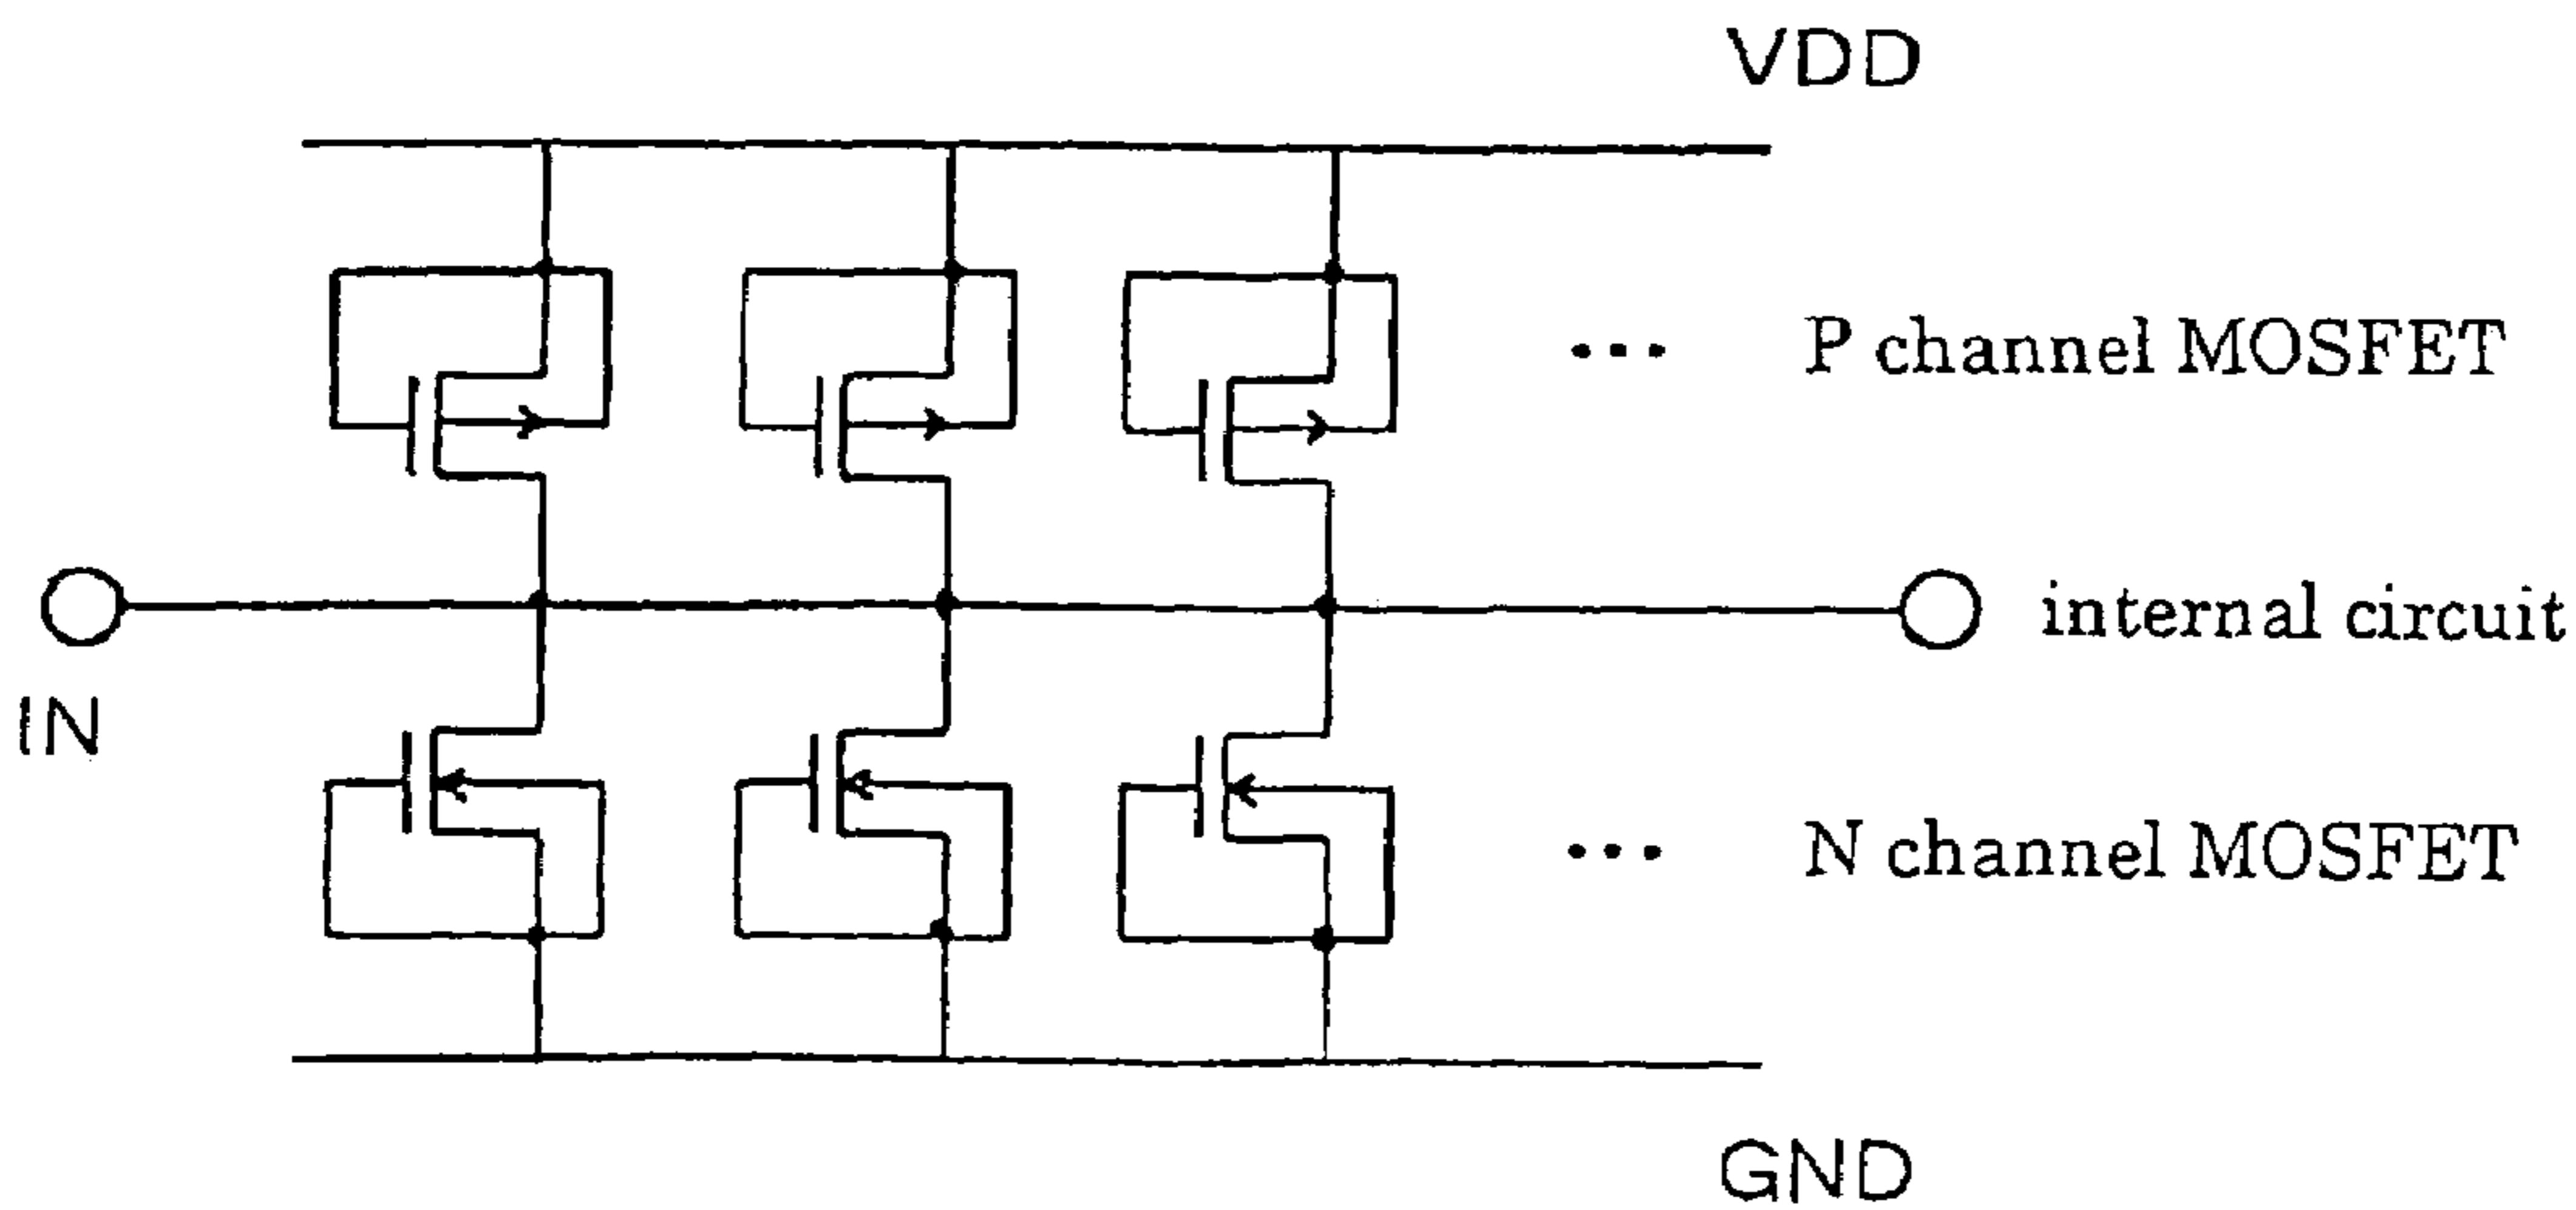 VDD
... P channel MOSFET
internal circuit
IN
... N channel MOSFET
GND